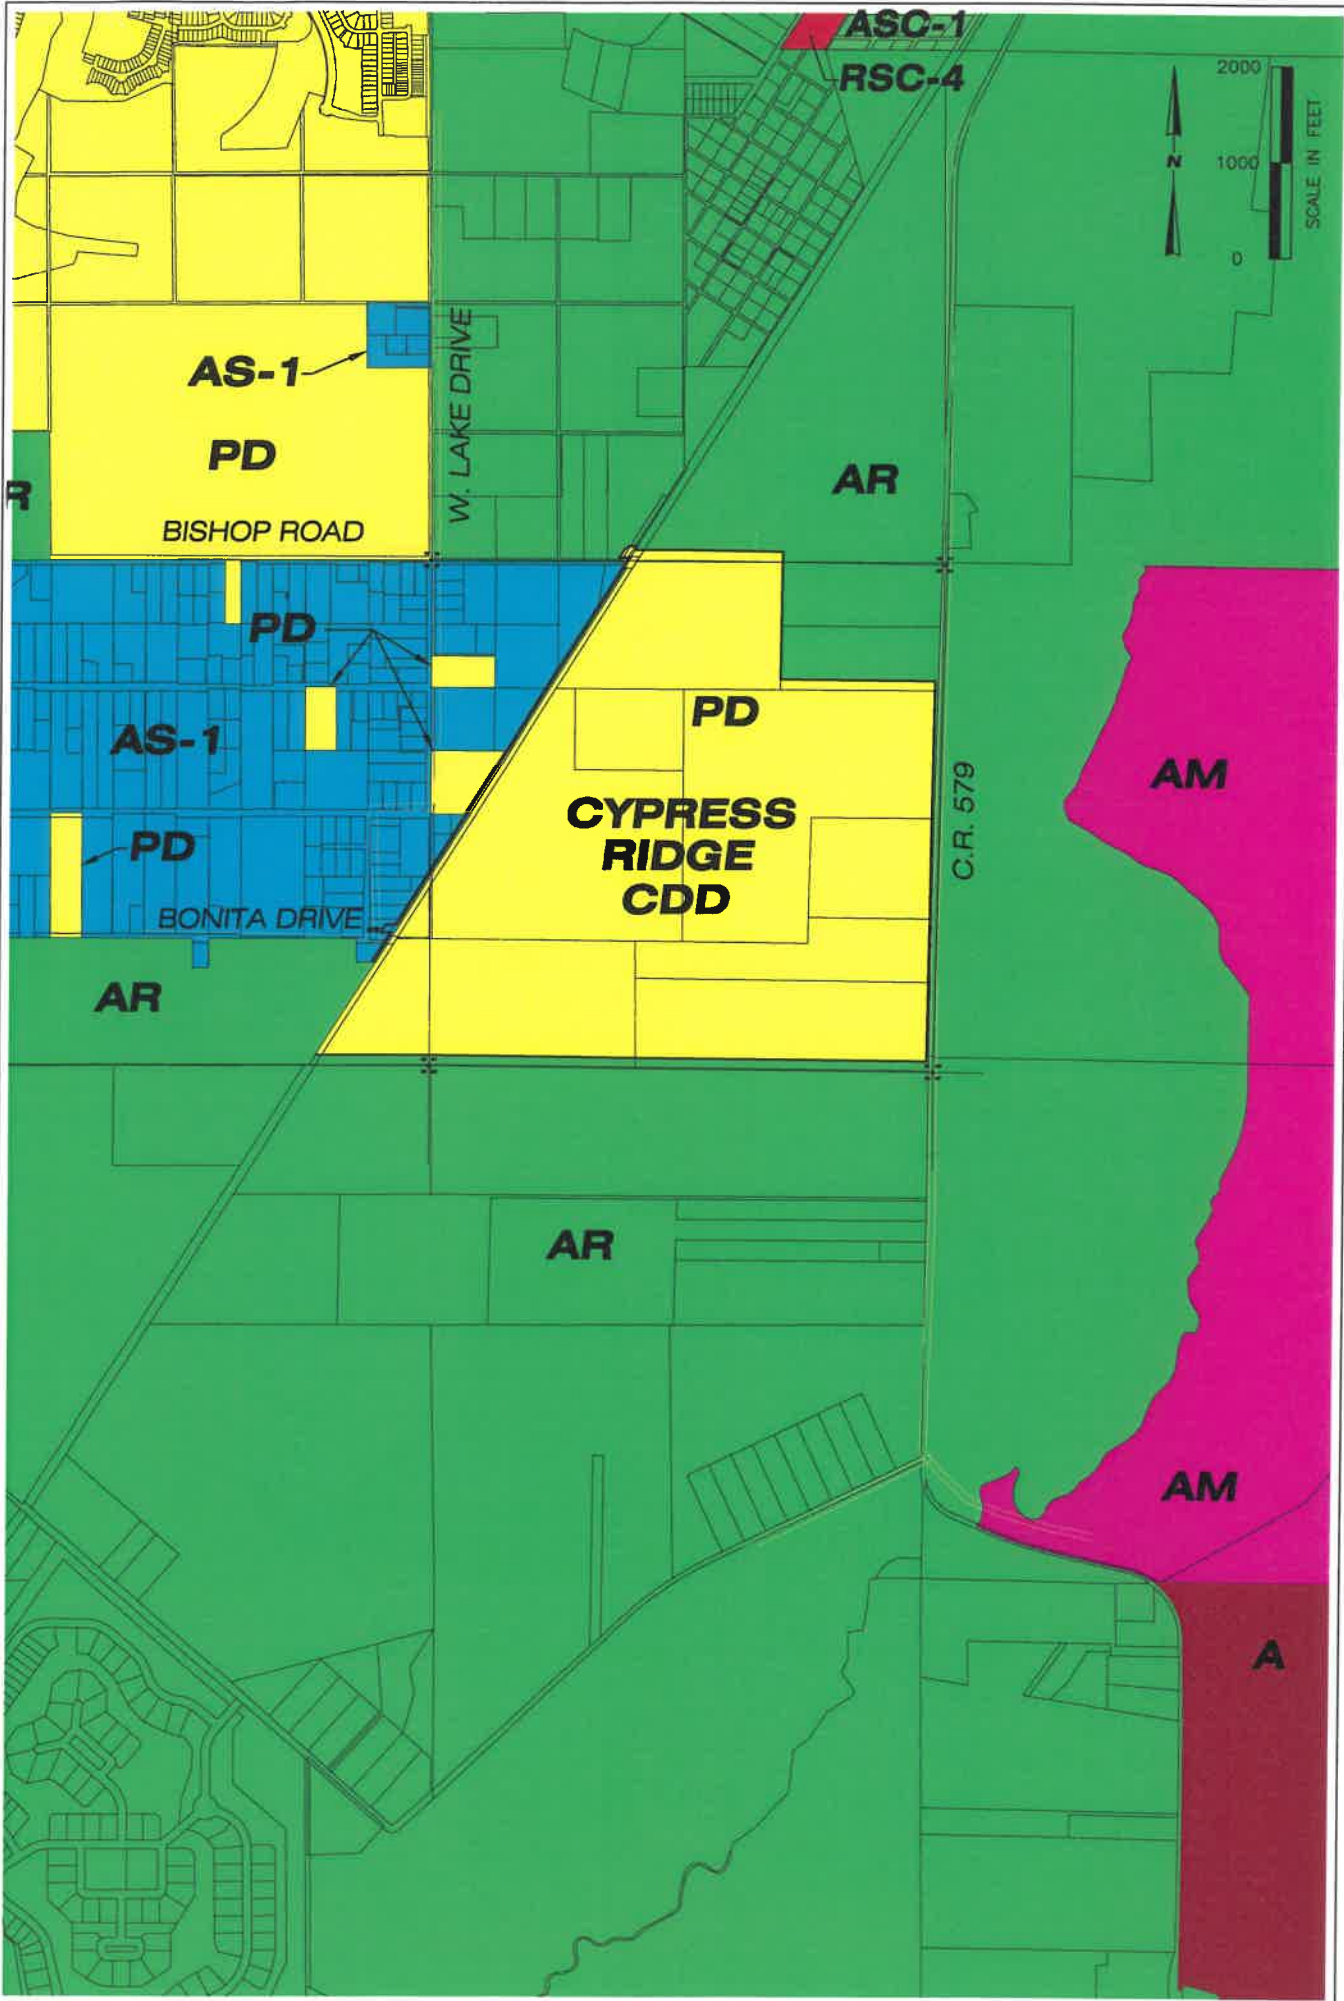 ASC-1
RSC-4
2000
1000
0
SCALE IN FEET
N
AS-1
W. LAKE DRIVE
PD
AR
R
BISHOP ROAD
PD
PD
AS-1
AM
CYPRESS
RIDGE
CDD
C.R. 579
PD
BONITA DRIVE
AR
AR
AM
A